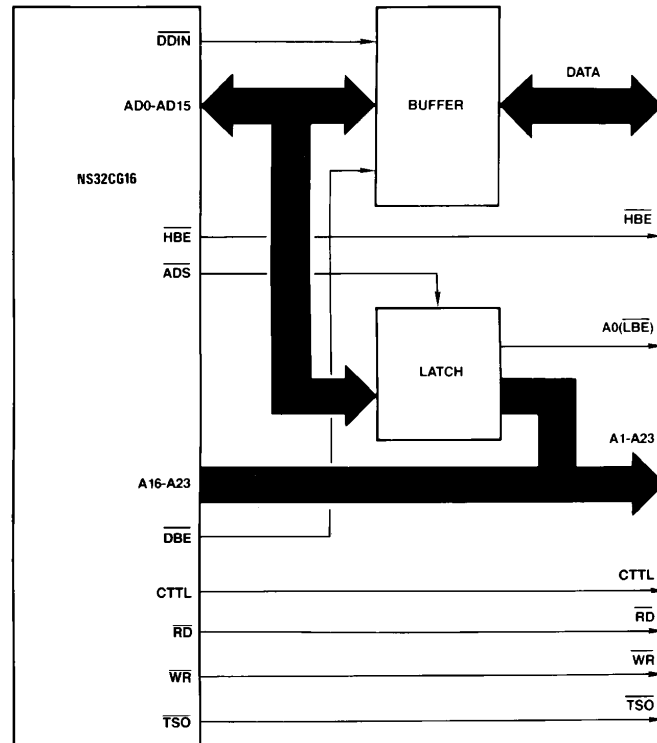 DDIN
DATA
AD0-AD15
BUFFER
NS32CG16
HBE
HBE
ADS
A0(LBE)
LATCH
A1-A23
A16-A23
DBE
CTTL
CTTL
RD
RD
WR
WR
TSO
TSO